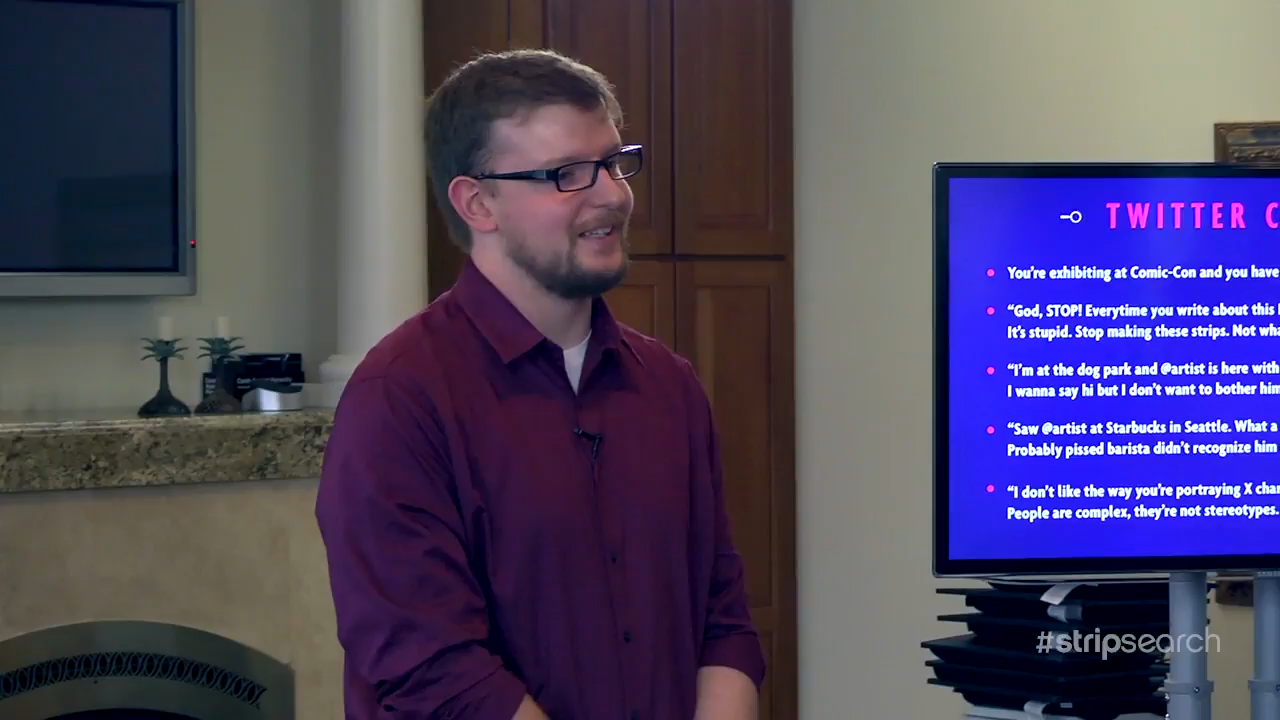 TWITTER C
You're exhibiting at Comic-Con and you have
"God, STOP! Everytime you write about this
It's stupid. Stop making these strips. Not wha
"I'm at the dog park and @artist is here with
I wanna say hi but I don't want to bother him
"Saw @artist at Starbucks in Seattle. What a
Probably pissed barista didn't recognize him
"I don't like the way you're portraying X char
People are complex, they're not stereotypes.
#stripsearch